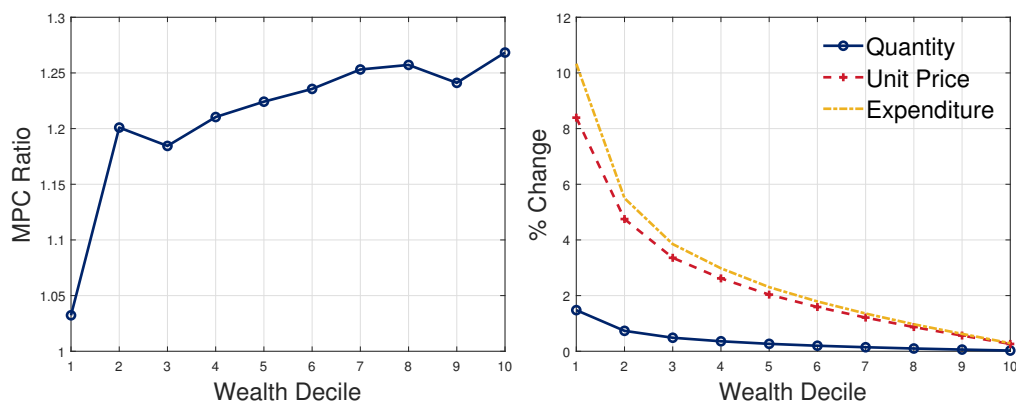 1.3
1.25
1.2
1.15
1.1
1.05
1
MPC Ratio
1 2 3 4 5 6 7 8 9 10
Wealth Decile
12
10
8
6
4
2
0
% Change
1 2 3 4 5 6 7 8 9 10
Wealth Decile
Quantity
Unit Price
Expenditure